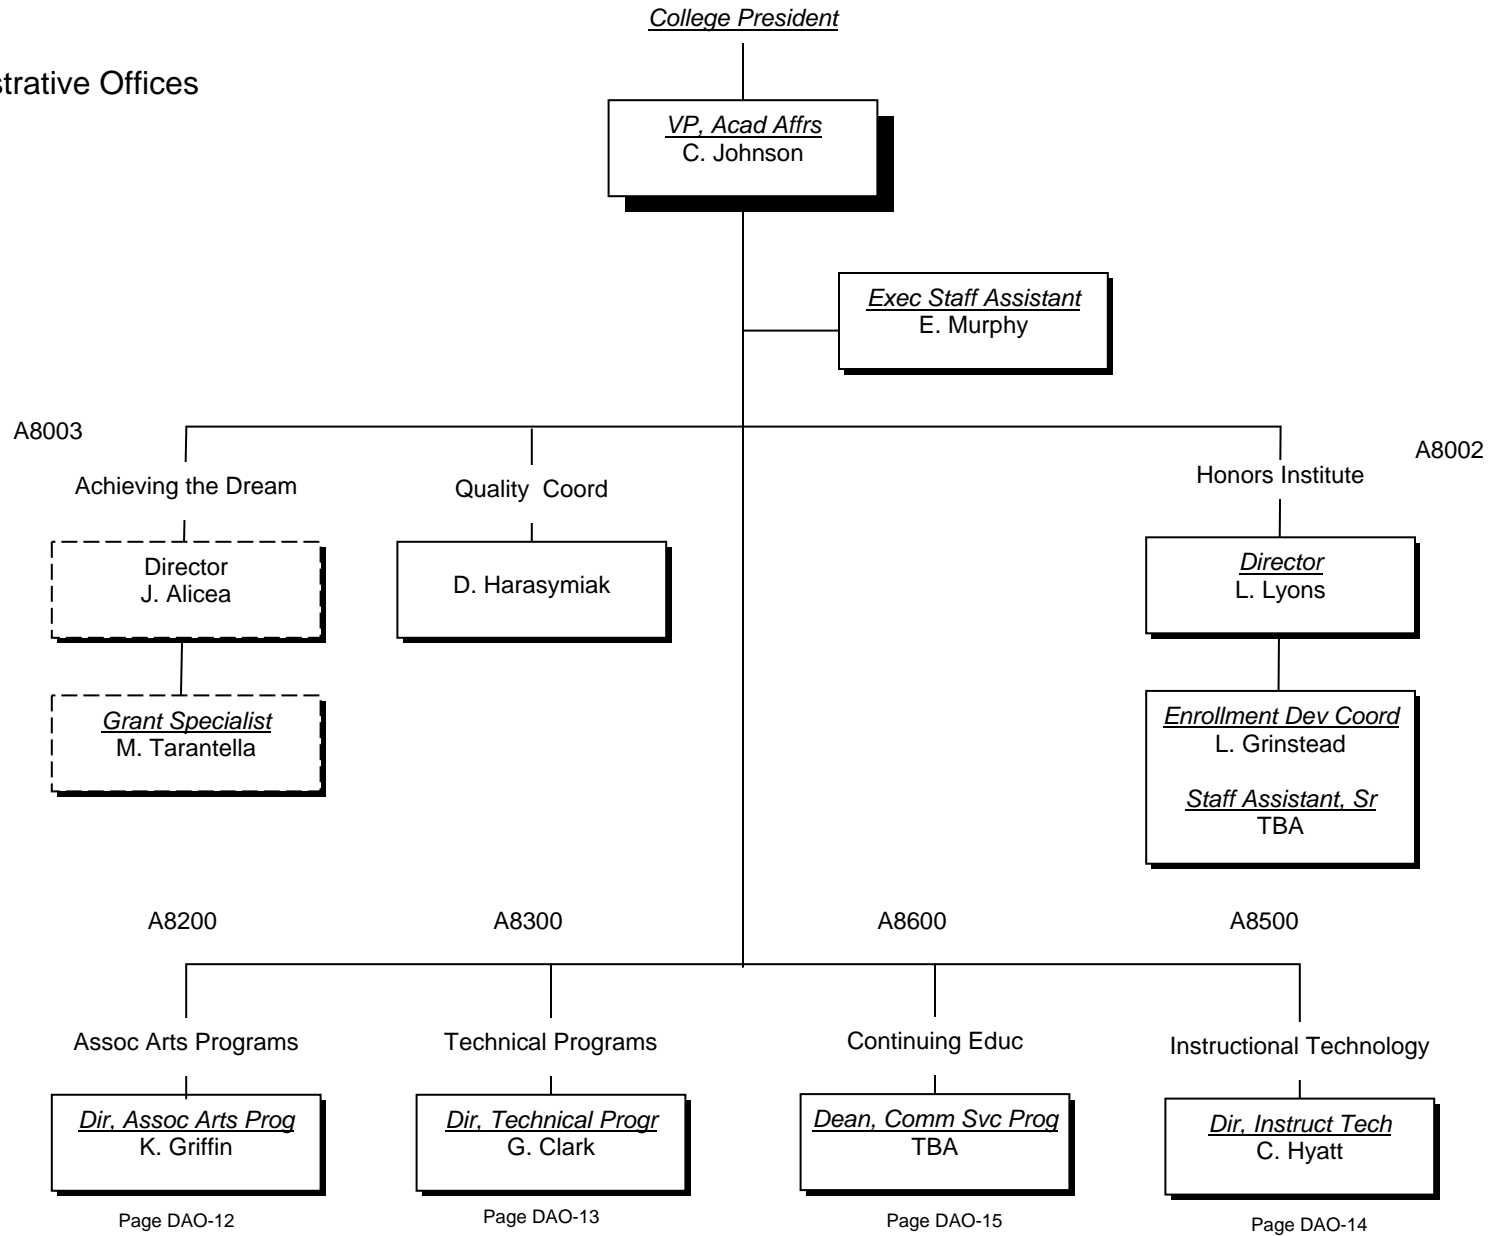 College President
strative Offices
VP, Acad Affrs
C. Johnson
Exec Staff Assistant
E. Murphy
A8003
A8002
Achieving the Dream
Quality Coord
Honors Institute
Director
J. Alicea
D. Harasymiak
Director
L. Lyons
Grant Specialist
M. Tarantella
Enrollment Dev Coord
L. Grinstead
Staff Assistant, Sr
TBA
A8200
A8300
A8600
A8500
Assoc Arts Programs
Technical Programs
Continuing Educ
Instructional Technology
Dir, Assoc Arts Prog
K. Griffin
Dir, Technical Progr
G. Clark
Dean, Comm Svc Prog
TBA
Dir, Instruct Tech
C. Hyatt
Page DAO-12
Page DAO-13
Page DAO-15
Page DAO-14